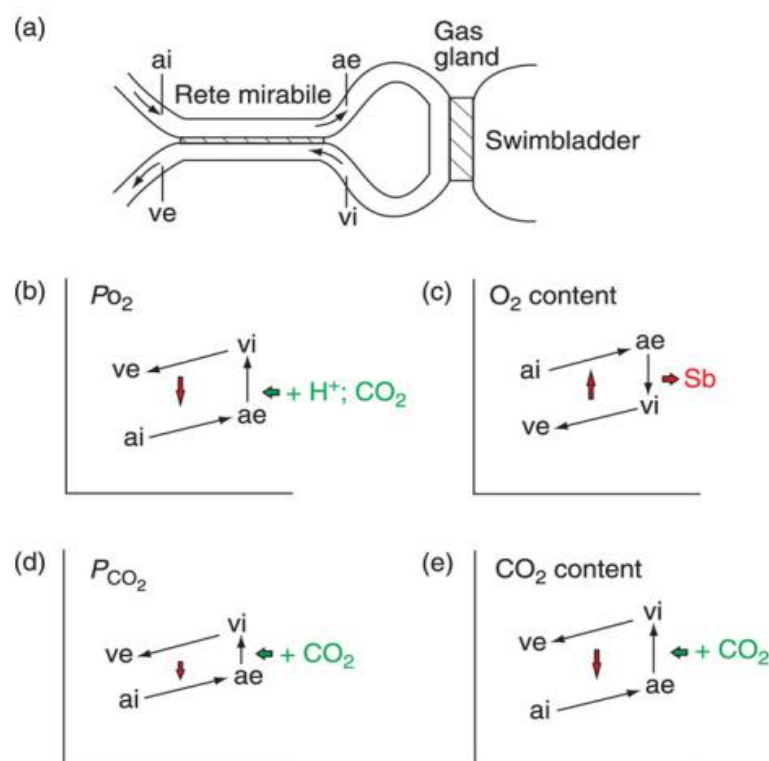 (a)
ai
Rete mirabile
ae
Gas
gland
Swimbladder
ve
vi
(b)
Po₂
ve
vi
ai
ae
+ H⁺; CO₂
(c)
O₂ content
ai
ae
Sb
ve
vi
(d)
P_CO₂
ve
vi
+ CO₂
ai
ae
(e)
CO₂ content
ve
vi
+ CO₂
ai
ae